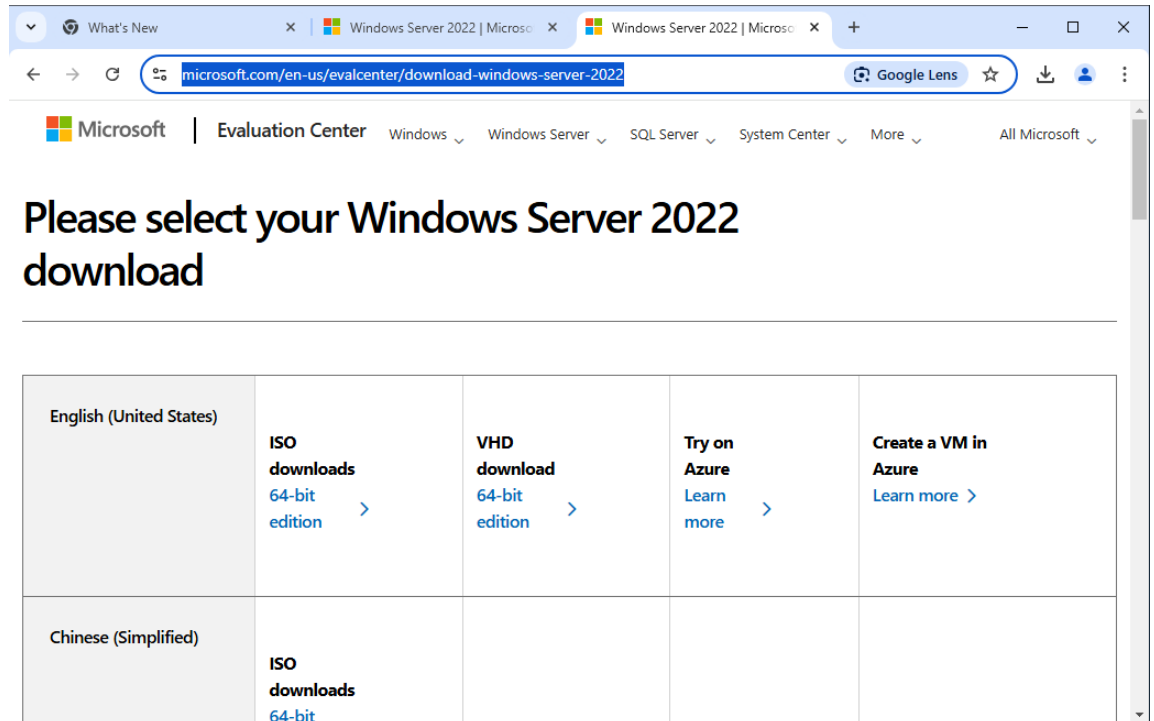 What's New
Windows Server 2022 | Microso
Windows Server 2022 | Microso
microsoft.com/en-us/evalcenter/download-windows-server-2022
Google Lens
Microsoft
Evaluation Center
Windows
Windows Server
SQL Server
System Center
More
All Microsoft
Please select your Windows Server 2022
download
English (United States)
ISO
downloads
64-bit
edition
VHD
download
64-bit
edition
Try on
Azure
Learn
more
Create a VM in
Azure
Learn more
Chinese (Simplified)
ISO
downloads
64-bit